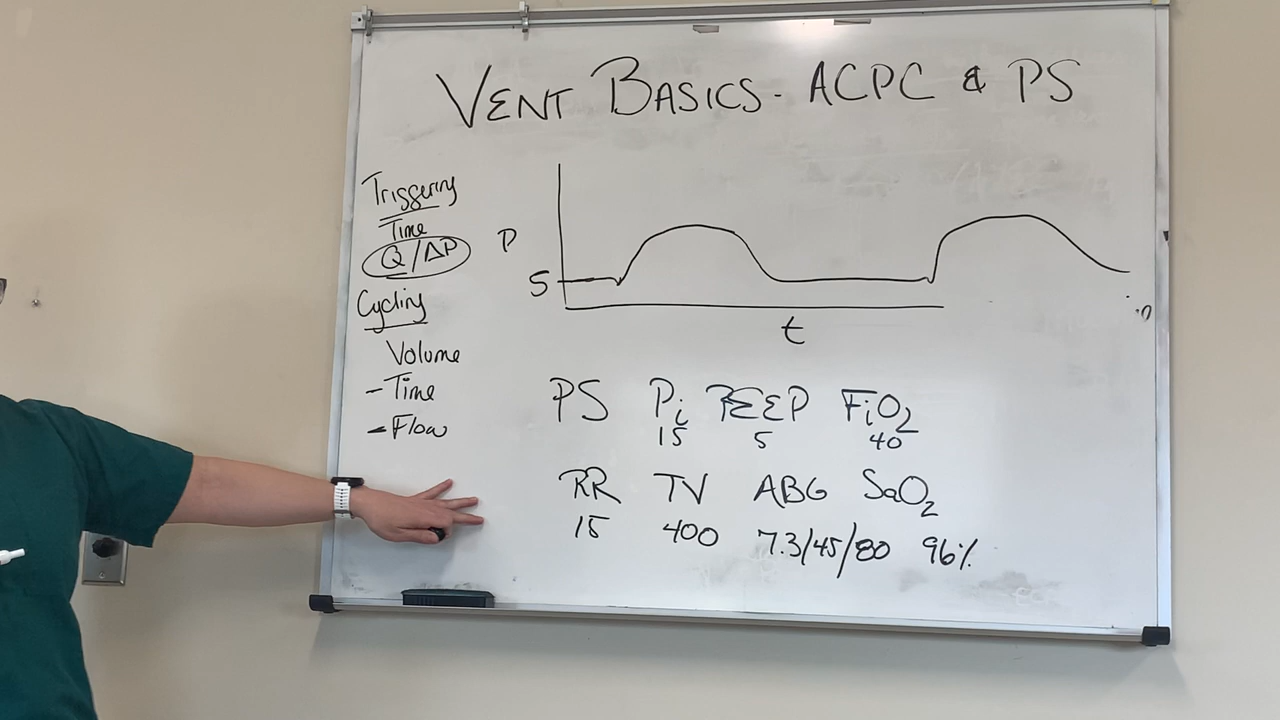 VENT BASICS - ACPC & PS
Triggering
Time
Q/ΔP
Cycling
Volume
- Time
- Flow
P
5
t
PS Pi PEEP FiO2
15 5 40
RR TV ABG SaO2
15 400 7.3/45/80 96%